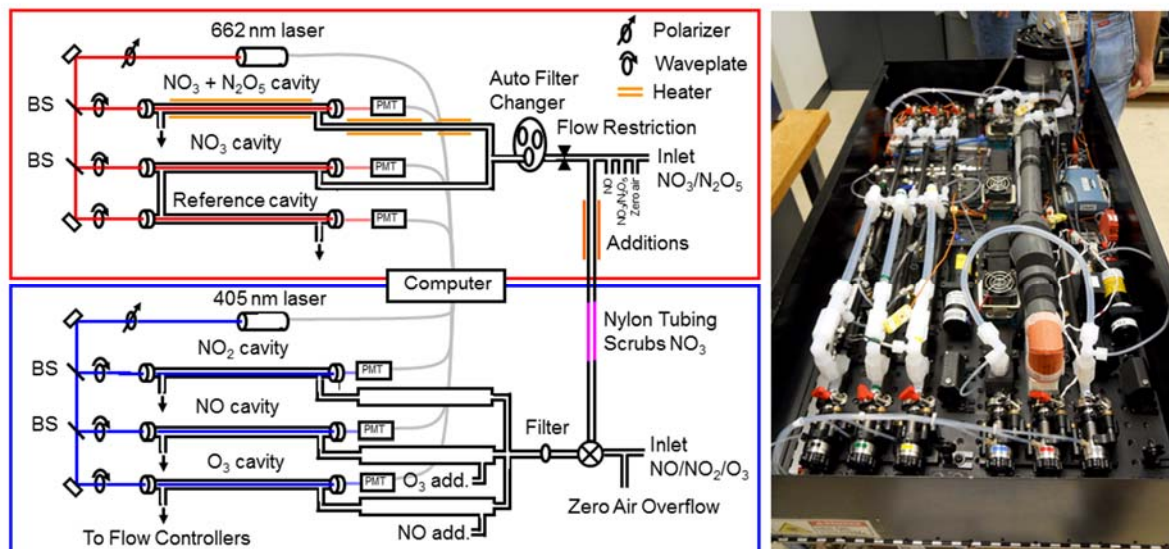 662 nm laser
Polarizer
Waveplate
Heater
NO3 + N2O5 cavity
BS
PMT
Auto Filter
Changer
Flow Restriction
NO3 cavity
BS
PMT
Inlet
NO3/N2O5
NO
NO2/N2O5
Zero air
Reference cavity
PMT
Additions
Computer
405 nm laser
NO2 cavity
Nylon Tubing
Scrubs NO3
BS
PMT
NO cavity
BS
PMT
Filter
Inlet
NO/NO2/O3
O3 cavity
PMT
O3 add.
Zero Air Overflow
NO add.
To Flow Controllers